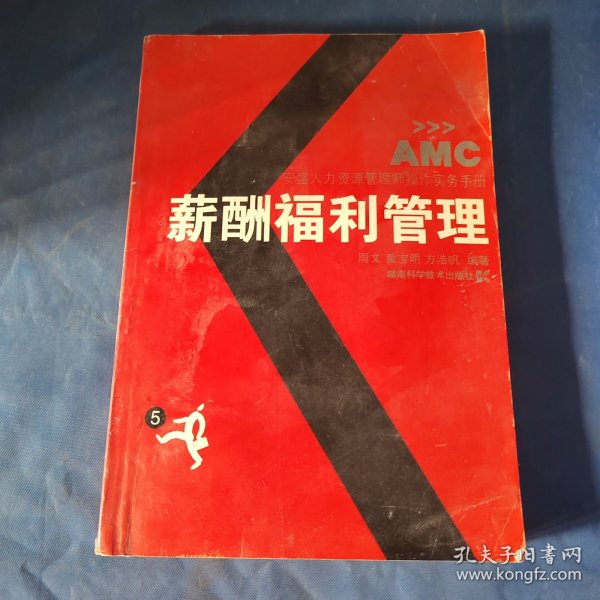 >>>
AMC
安盛人力资源管理师操作实务手册
薪酬福利管理
周文 黄宝明 方浩帆 编著
湖南科学技术出版社
5
孔夫子旧书网
www.kongfz.com